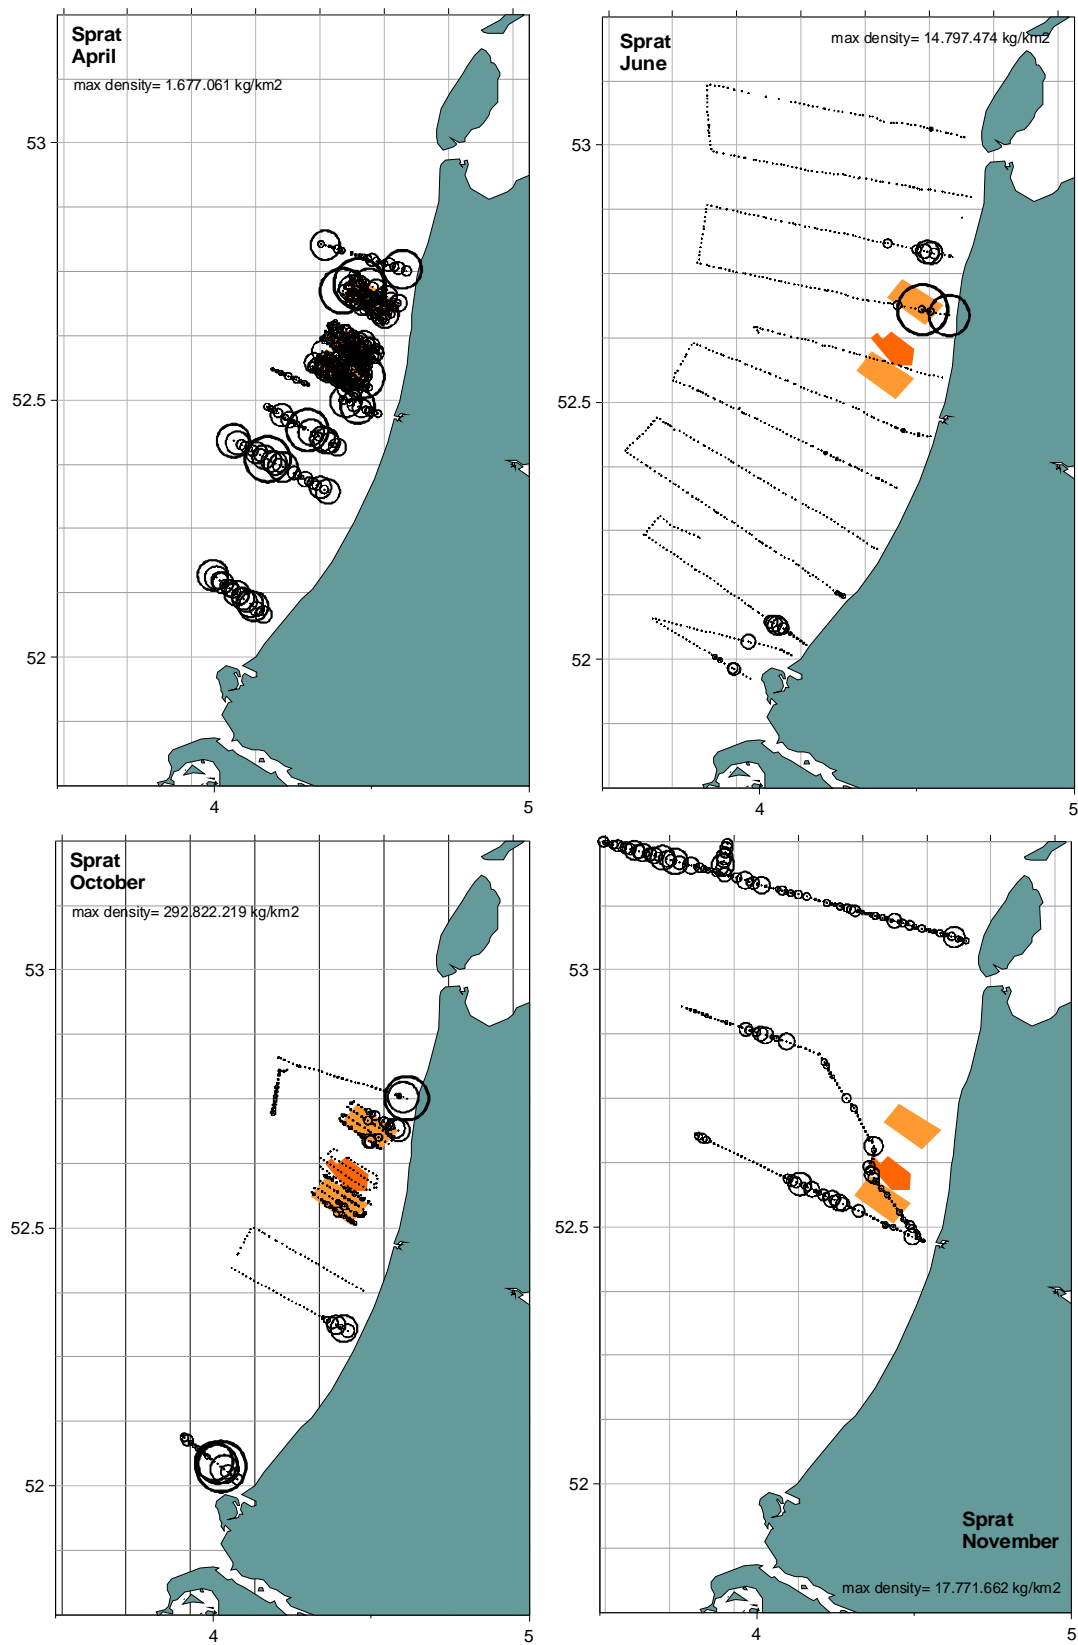 Sprat
April
max density= 1.677.061 kg/km2
53
52.5
52
4
5
Sprat
June
max density= 14.797.474 kg/km2
53
52.5
52
4
5
Sprat
October
max density= 292.822.219 kg/km2
53
52.5
52
4
53
52.5
52
Sprat
November
max density= 17.771.662 kg/km2
4
5